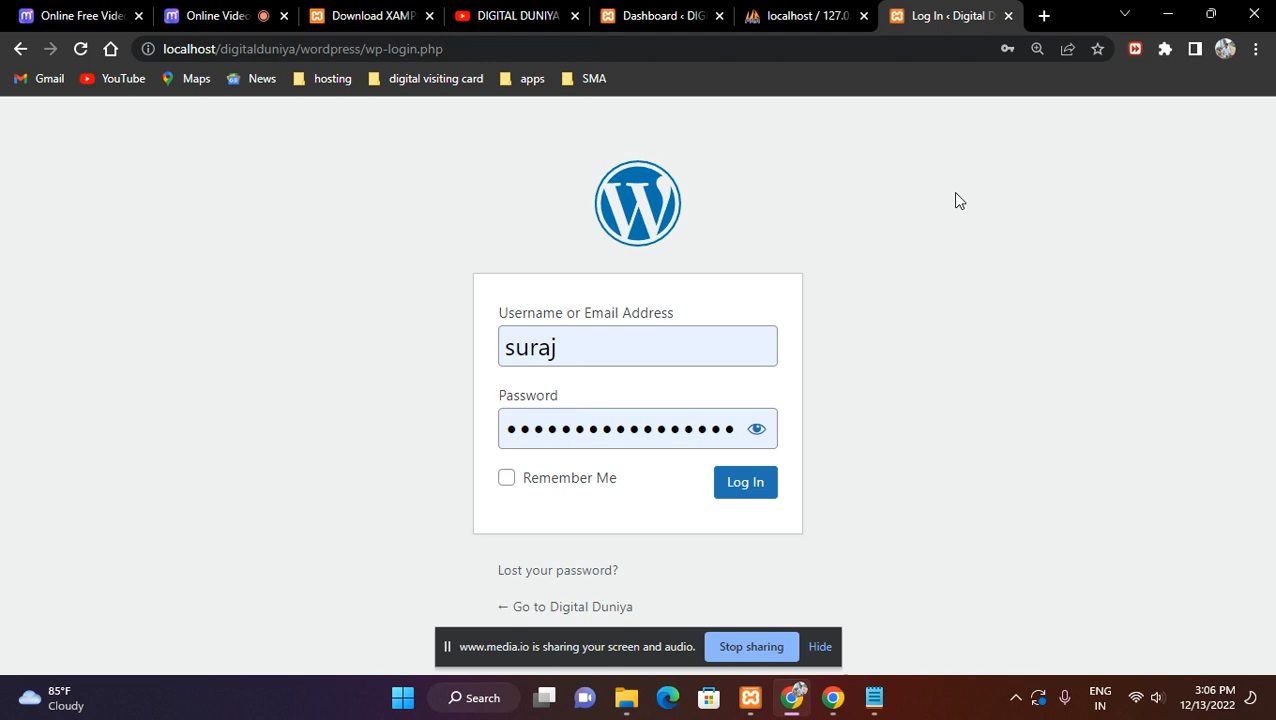 Online Free Vide
Online Video
Download XAMP
DIGITAL DUNIYA
Dashboard ‹ DIG
localhost / 127.0.
Log In ‹ Digital D
localhost/digitalduniya/wordpress/wp-login.php
Gmail
YouTube
Maps
News
hosting
digital visiting card
apps
SMA
Username or Email Address
suraj
Password
Remember Me
Log In
Lost your password?
← Go to Digital Duniya
www.media.io is sharing your screen and audio.
Stop sharing
Hide
85°F
Cloudy
Search
ENG
IN
3:06 PM
12/13/2022